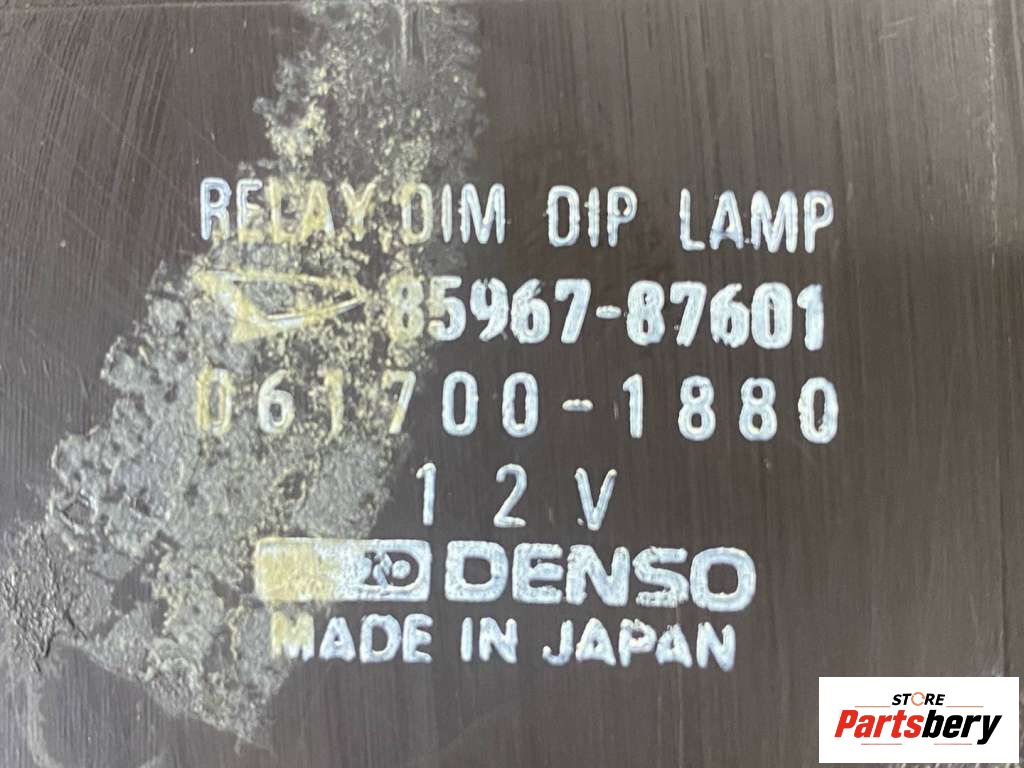 RELAY DIM DIP LAMP
85967-87601
061700-1880
12V
DENSO
MADE IN JAPAN
STORE
Partsbery